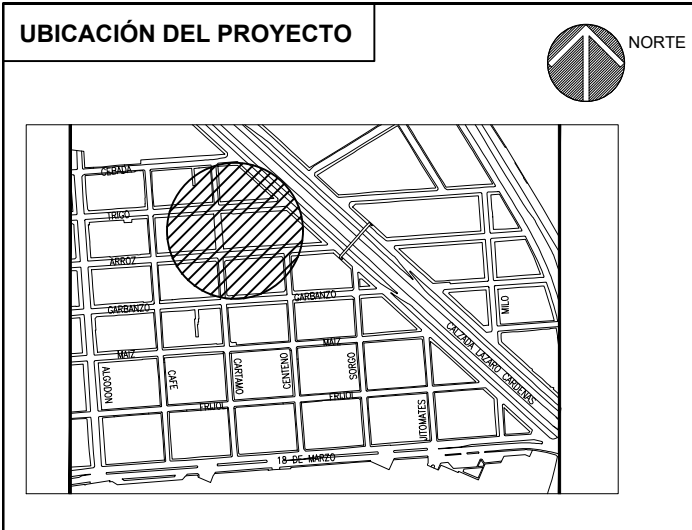 UBICACIÓN DEL PROYECTO
NORTE
CEBADA
TRIGO
ARROZ
GARBANZO
GARBANZO
MILO
MAIZ
MAIZ
CALZADA LAZARO CARDENAS
ALGODON
CAFE
CARTAMO
CENTENO
SORGO
FRIJOL
FRIJOL
JITOMATES
18 DE MARZO